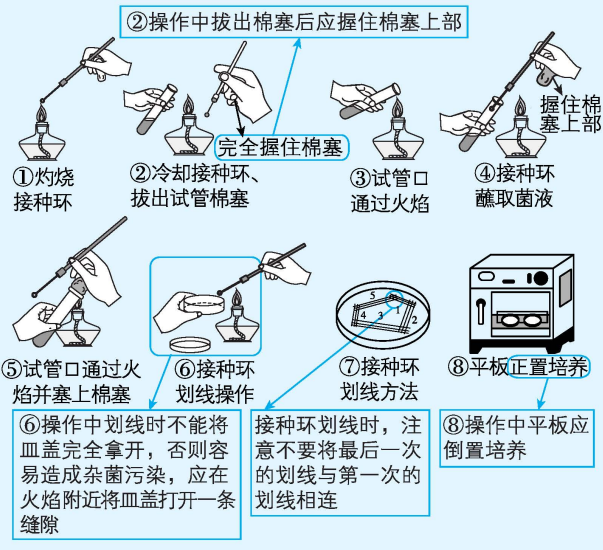 ②操作中拔出棉塞后应握住棉塞上部
①灼烧
接种环
②冷却接种环、
拔出试管棉塞
完全握住棉塞
③试管口
通过火焰
④接种环
蘸取菌液
握住棉
塞上部
⑤试管口通过火
焰并塞上棉塞
⑥接种环
划线操作
5
4
3
1
2
⑦接种环
划线方法
⑧平板正置培养
⑥操作中划线时不能将
皿盖完全拿开，否则容
易造成杂菌污染，应在
火焰附近将皿盖打开一条
缝隙
接种环划线时，注
意不要将最后一次
的划线与第一次的
划线相连
⑧操作中平板应
倒置培养